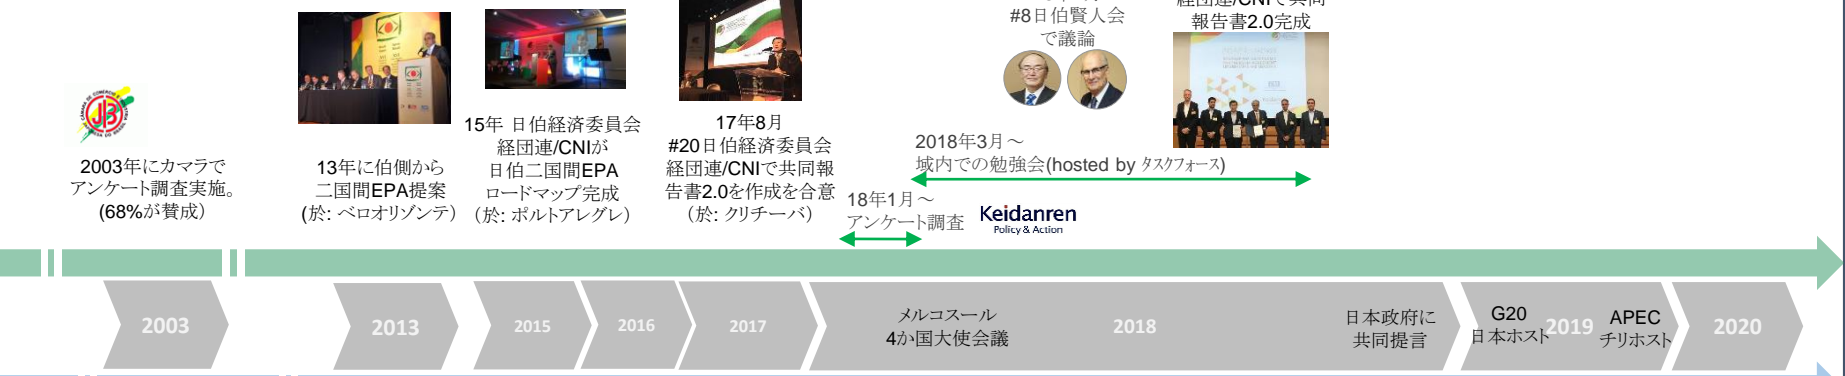 #8日伯賢人会
で議論
経団連/CNIで共同
報告書2.0完成
2003年にカマラで
アンケート調査実施。
(68%が賛成)
13年に伯側から
二国間EPA提案
(於: ベロオリゾンテ)
15年 日伯経済委員会
経団連/CNIが
日伯二国間EPA
ロードマップ完成
(於: ポルトアレグレ)
17年8月
#20日伯経済委員会
経団連/CNIで共同報
告書2.0を作成を合意
(於: クリチーバ)
2018年3月～
域内での勉強会(hosted by タスクフォース)
18年1月～
アンケート調査
Keidanren
Policy & Action
2003
2013
2015
2016
2017
メルコスール
4か国大使会議
2018
日本政府に
共同提言
G20
日本ホスト
2019
APEC
チリホスト
2020